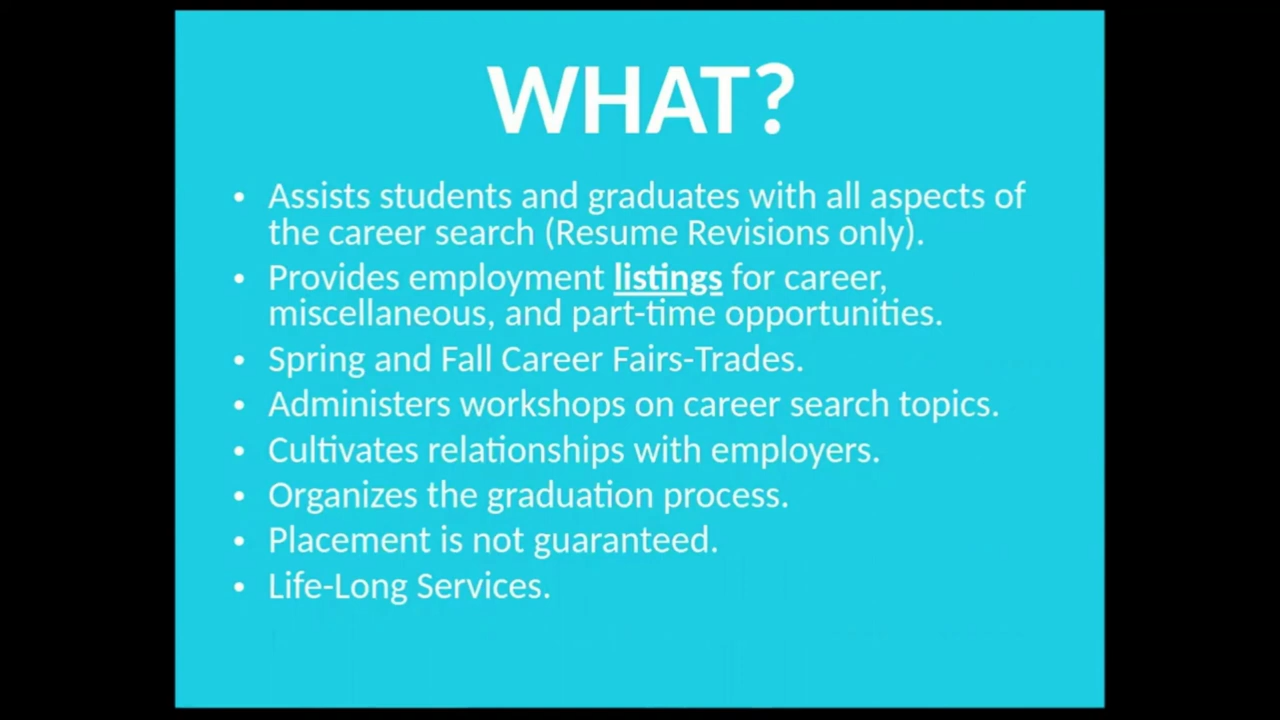 WHAT?
• Assists students and graduates with all aspects of
the career search (Resume Revisions only).
• Provides employment listings for career,
miscellaneous, and part-time opportunities.
• Spring and Fall Career Fairs-Trades.
• Administers workshops on career search topics.
• Cultivates relationships with employers.
• Organizes the graduation process.
• Placement is not guaranteed.
• Life-Long Services.